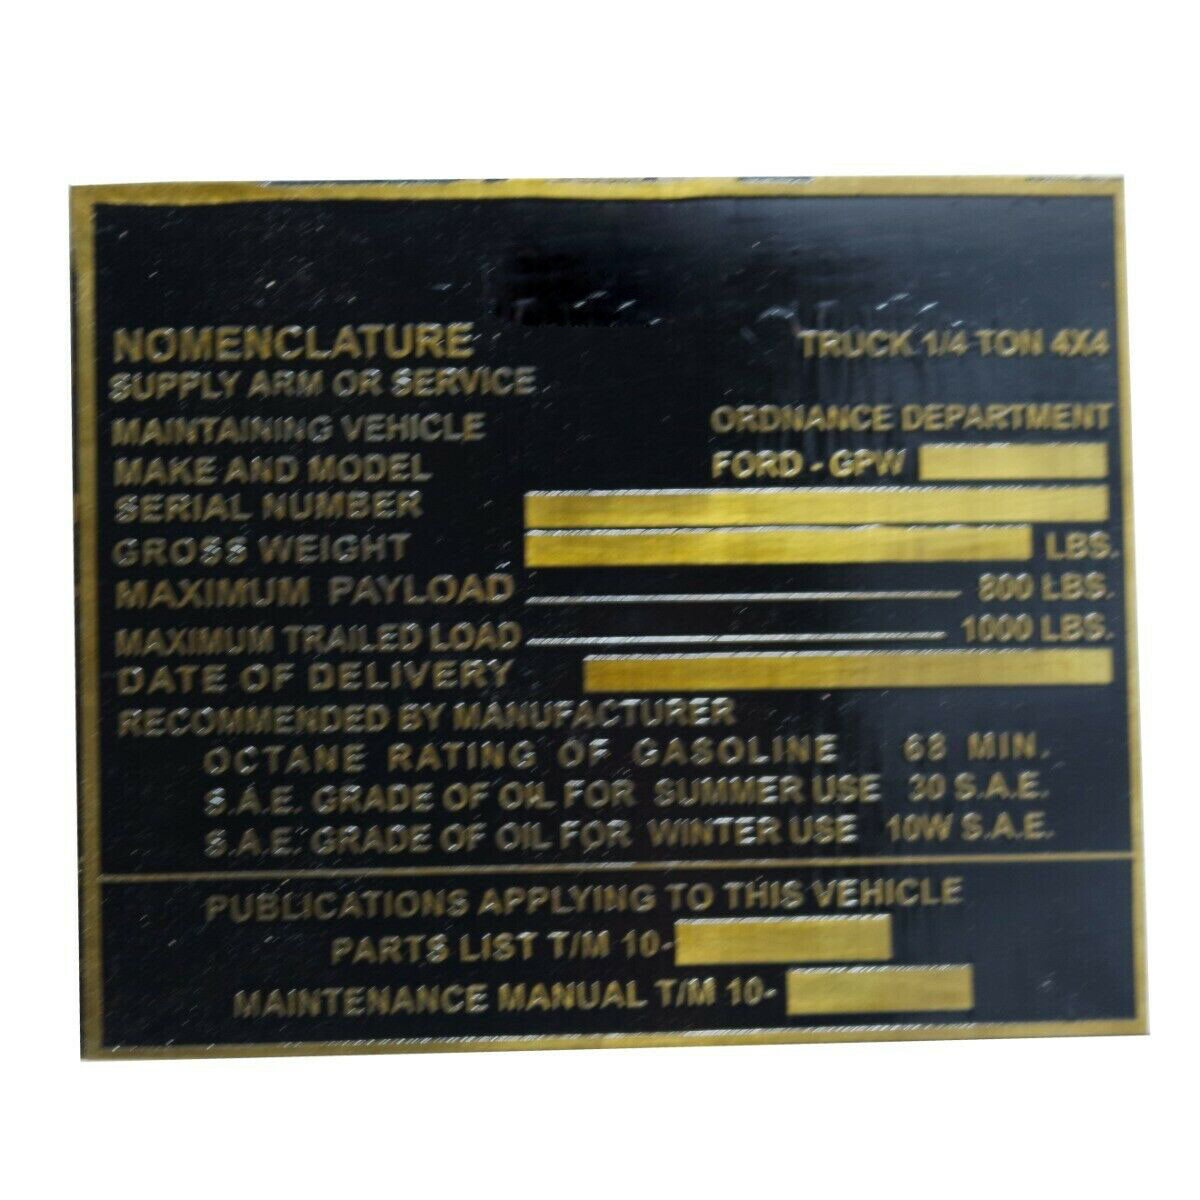 NOMENCLATURE TRUCK 1/4 TON 4X4
SUPPLY ARM OR SERVICE
MAINTAINING VEHICLE ORDNANCE DEPARTMENT
MAKE AND MODEL FORD - GPW
SERIAL NUMBER
GROSS WEIGHT LBS.
MAXIMUM PAYLOAD 800 LBS.
MAXIMUM TRAILED LOAD 1000 LBS.
DATE OF DELIVERY
RECOMMENDED BY MANUFACTURER
OCTANE RATING OF GASOLINE 68 MIN.
S.A.E. GRADE OF OIL FOR SUMMER USE 30 S.A.E.
S.A.E. GRADE OF OIL FOR WINTER USE 10W S.A.E.
PUBLICATIONS APPLYING TO THIS VEHICLE
PARTS LIST T/M 10-
MAINTENANCE MANUAL T/M 10-